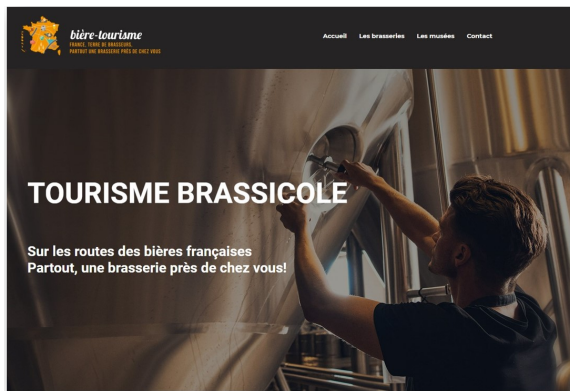 bière-tourisme
FRANCE, TERRE DE BRASSEURS,
PARTOUT UNE BRASSERIE PRÈS DE CHEZ VOUS
Accueil Les brasseries Les musées Contact
TOURISME BRASSICOLE
Sur les routes des bières françaises
Partout, une brasserie près de chez vous!